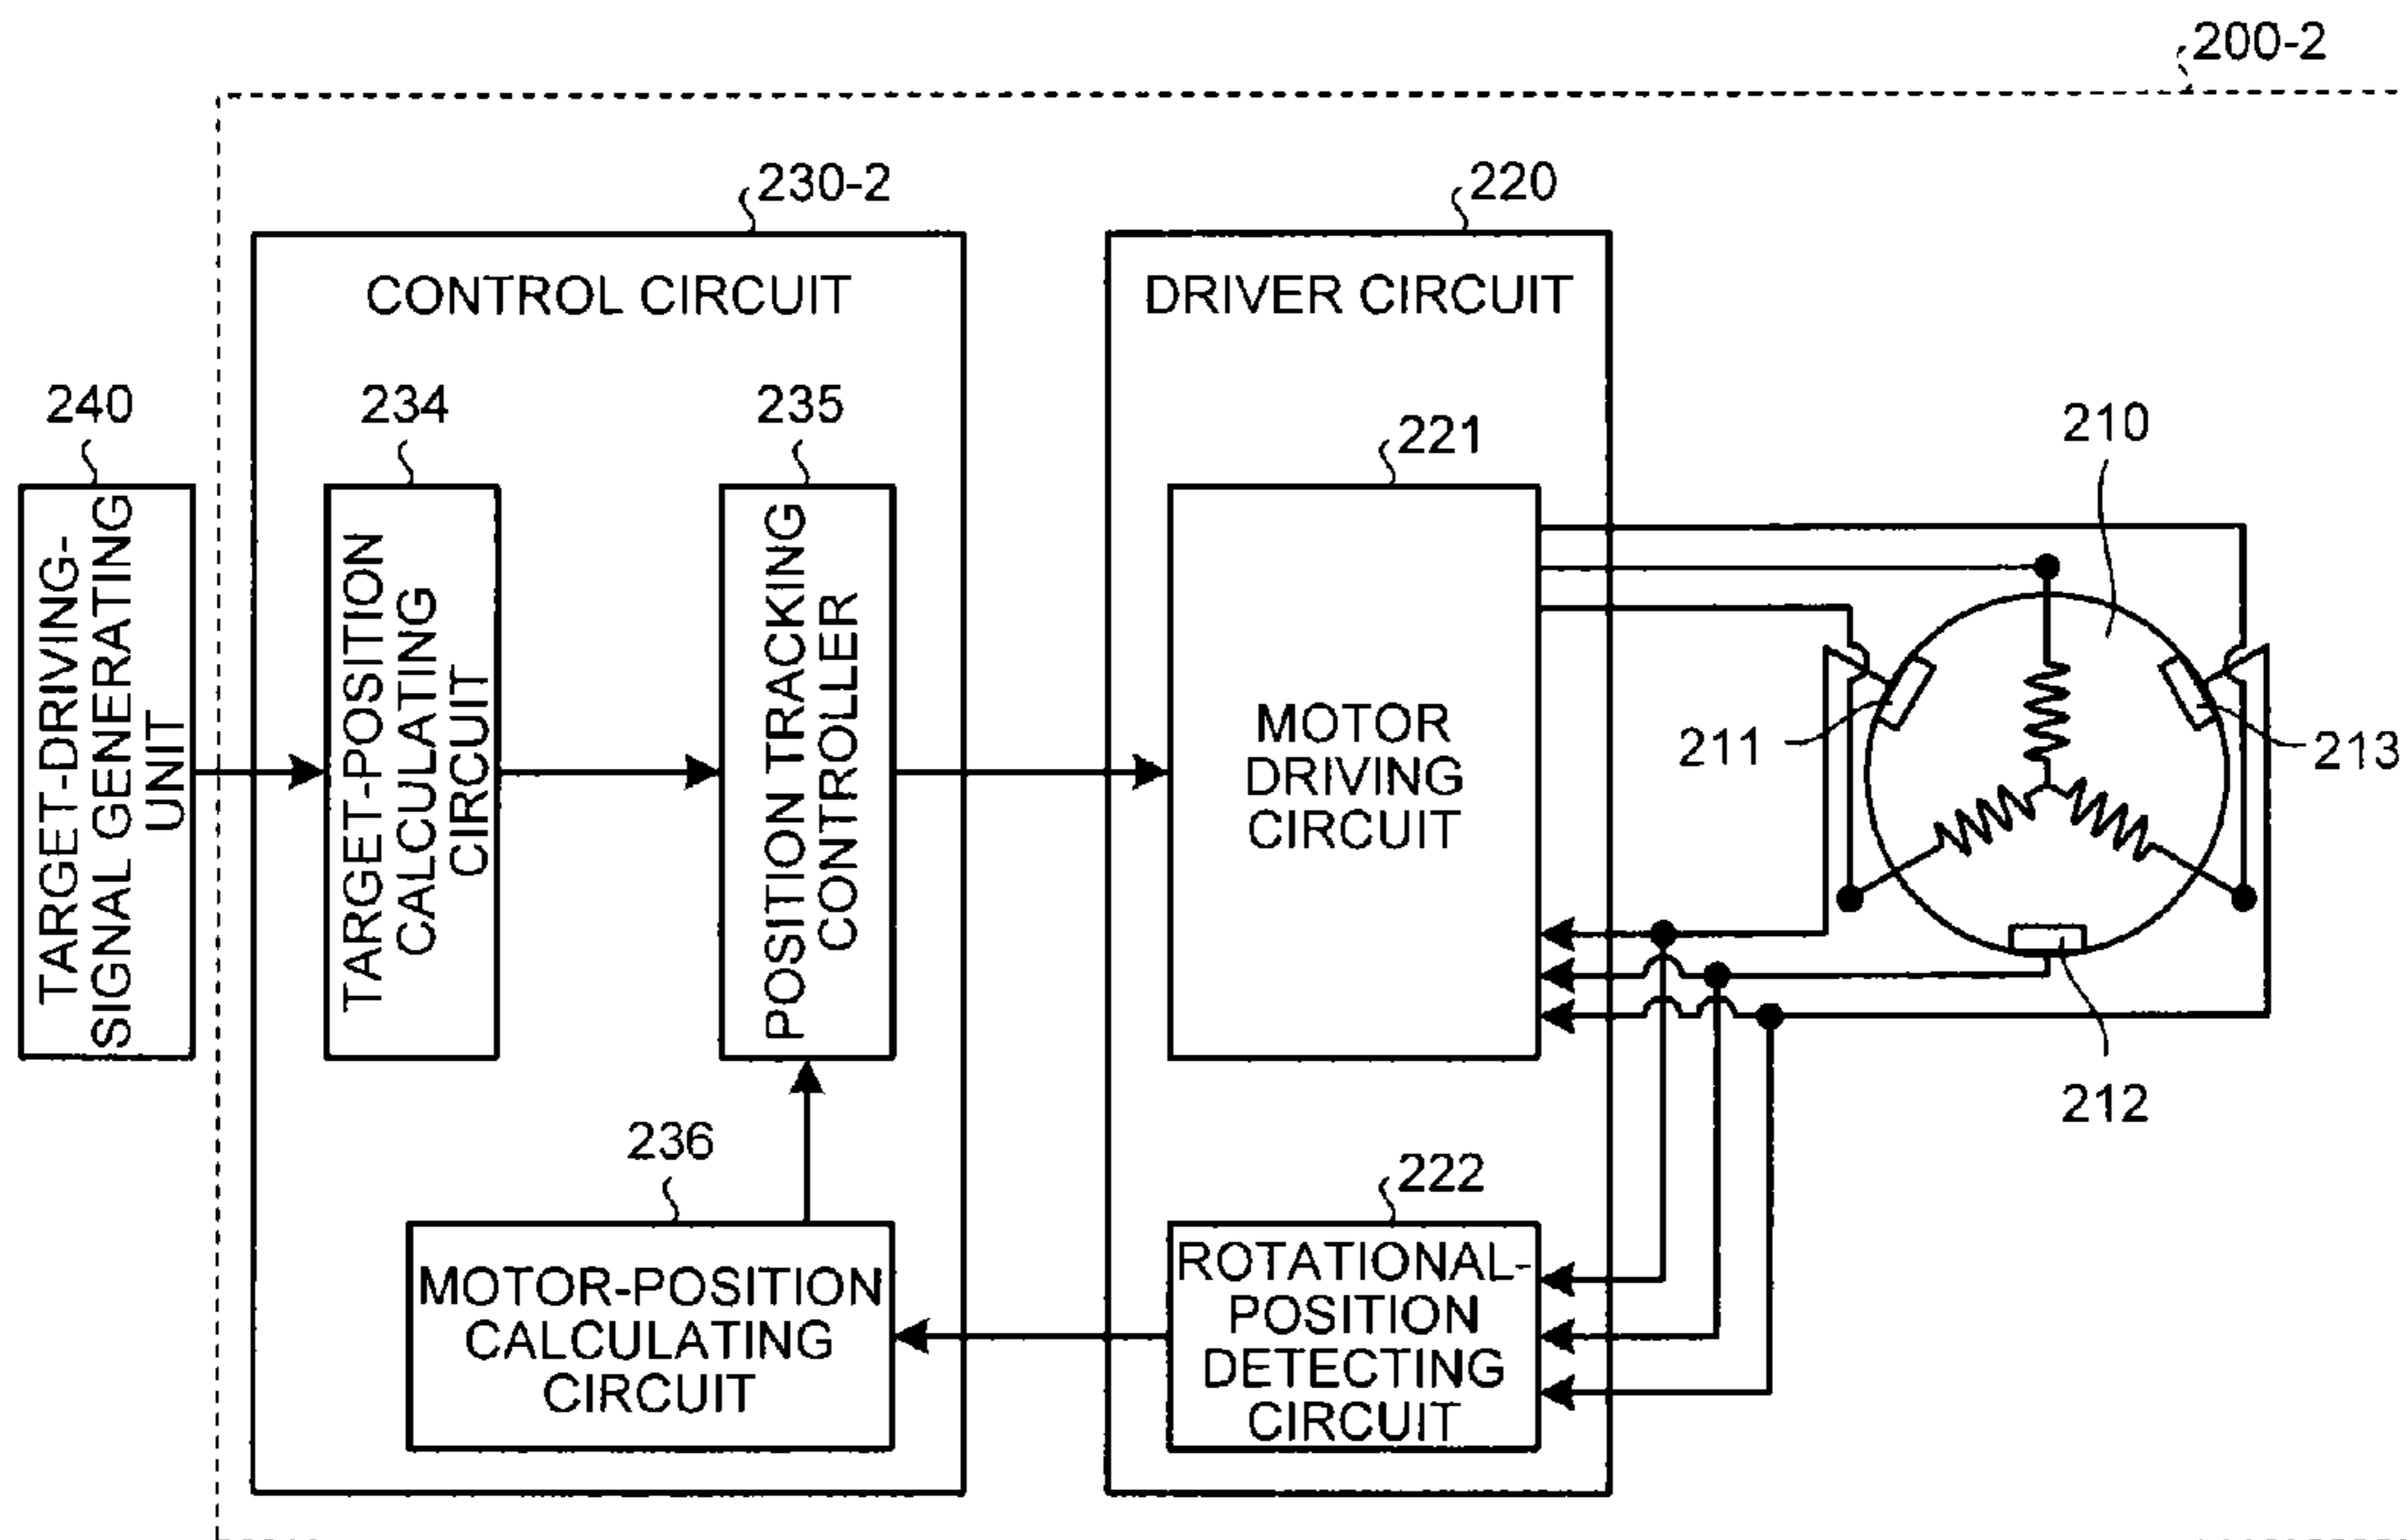 200-2
230-2
220
CONTROL CIRCUIT
DRIVER CIRCUIT
240
234
235
221
210
TARGET-DRIVING-
SIGNAL GENERATING
UNIT
TARGET-POSITION
CALCULATING
CIRCUIT
POSITION TRACKING
CONTROLLER
MOTOR
DRIVING
CIRCUIT
211
213
212
236
222
MOTOR-POSITION
CALCULATING
CIRCUIT
ROTATIONAL-
POSITION
DETECTING
CIRCUIT